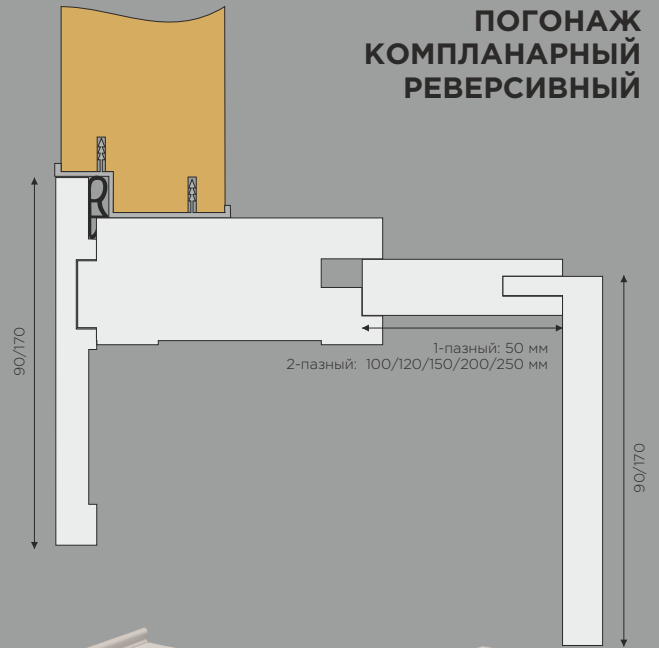 ПОГОНАЖ
КОМПЛАНАРНЫЙ
РЕВЕРСИВНЫЙ
90/170
1-пазный: 50 мм
2-пазный: 100/120/150/200/250 мм
90/170